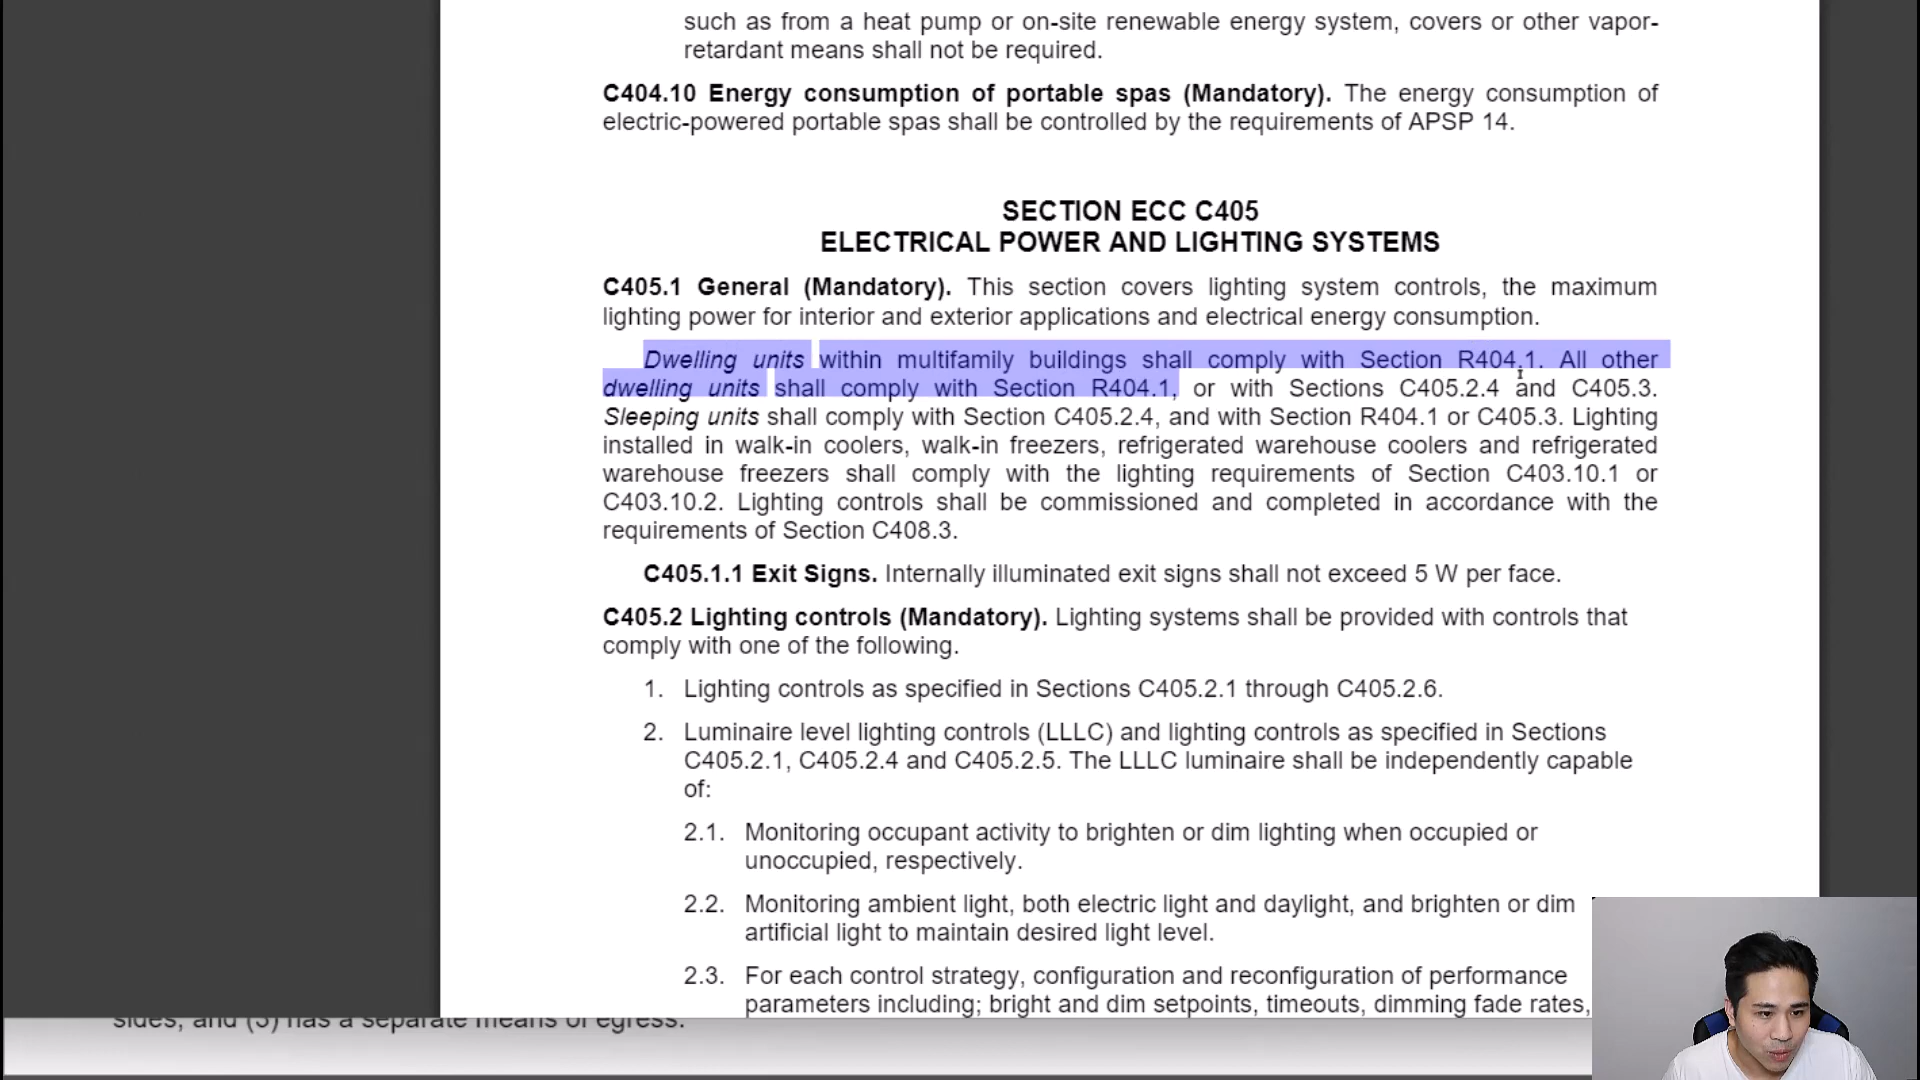 such as from a heat pump or on-site renewable energy system, covers or other vapor-
retardant means shall not be required.
C404.10 Energy consumption of portable spas (Mandatory). The energy consumption of
electric-powered portable spas shall be controlled by the requirements of APSP 14.
SECTION ECC C405
ELECTRICAL POWER AND LIGHTING SYSTEMS
C405.1 General (Mandatory). This section covers lighting system controls, the maximum
lighting power for interior and exterior applications and electrical energy consumption.
Dwelling units within multifamily buildings shall comply with Section R404.1. All other
dwelling units shall comply with Section R404.1, or with Sections C405.2.4 and C405.3.
Sleeping units shall comply with Section C405.2.4, and with Section R404.1 or C405.3. Lighting
installed in walk-in coolers, walk-in freezers, refrigerated warehouse coolers and refrigerated
warehouse freezers shall comply with the lighting requirements of Section C403.10.1 or
C403.10.2. Lighting controls shall be commissioned and completed in accordance with the
requirements of Section C408.3.
C405.1.1 Exit Signs. Internally illuminated exit signs shall not exceed 5 W per face.
C405.2 Lighting controls (Mandatory). Lighting systems shall be provided with controls that
comply with one of the following.
1. Lighting controls as specified in Sections C405.2.1 through C405.2.6.
2. Luminaire level lighting controls (LLLC) and lighting controls as specified in Sections
C405.2.1, C405.2.4 and C405.2.5. The LLLC luminaire shall be independently capable
of:
2.1. Monitoring occupant activity to brighten or dim lighting when occupied or
unoccupied, respectively.
2.2. Monitoring ambient light, both electric light and daylight, and brighten or dim
artificial light to maintain desired light level.
2.3. For each control strategy, configuration and reconfiguration of performance
parameters including; bright and dim setpoints, timeouts, dimming fade rates,
sides, and (3) has a separate means of egress.